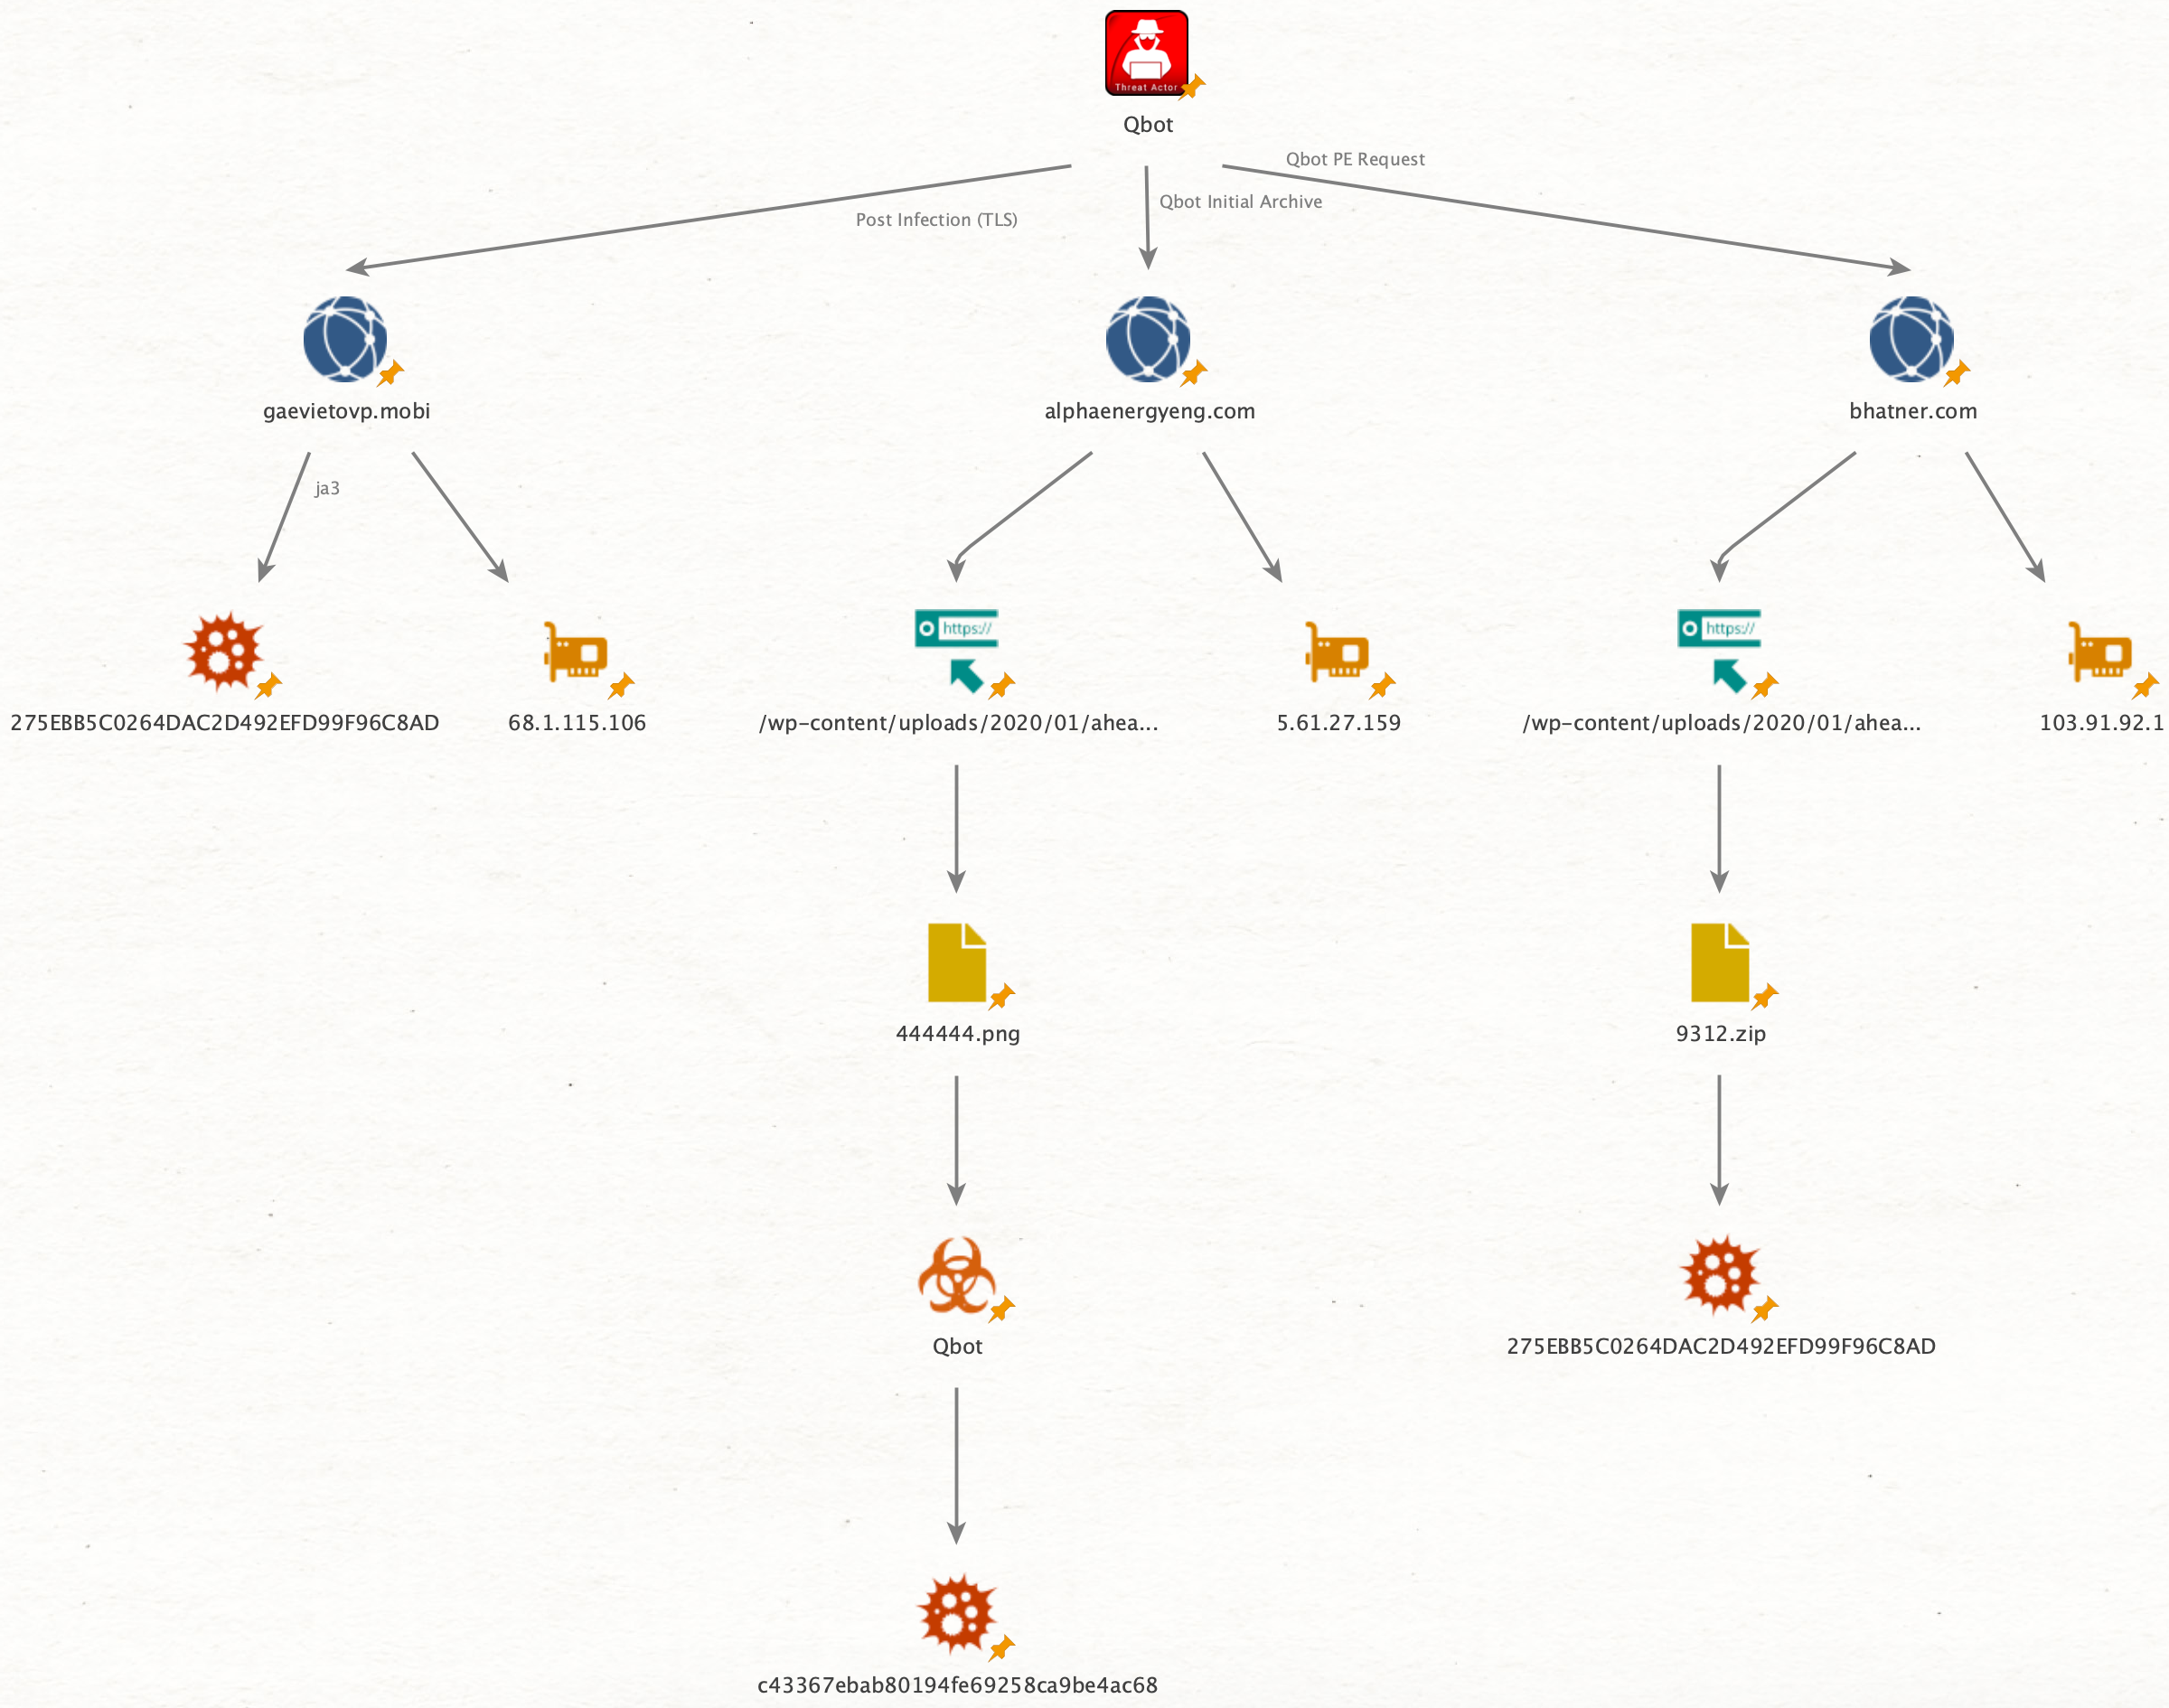 Threat Actor
Qbot
Qbot PE Request
Qbot Initial Archive
Post Infection (TLS)
gaevietovp.mobi
alphaenergyeng.com
bhatner.com
ja3
https://
https://
275EBB5C0264DAC2D492EFD99F96C8AD
68.1.115.106
/wp-content/uploads/2020/01/ahea...
5.61.27.159
/wp-content/uploads/2020/01/ahea...
103.91.92.1
444444.png
9312.zip
Qbot
275EBB5C0264DAC2D492EFD99F96C8AD
c43367ebab80194fe69258ca9be4ac68